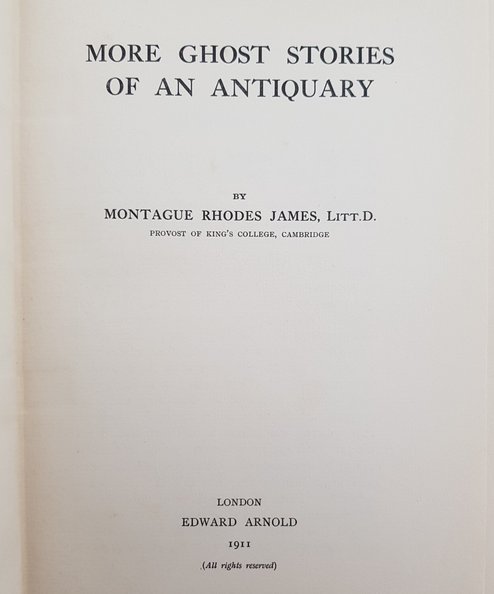 MORE GHOST STORIES
OF AN ANTIQUARY
BY
MONTAGUE RHODES JAMES, LITT.D.
PROVOST OF KING'S COLLEGE, CAMBRIDGE
LONDON
EDWARD ARNOLD
1911
(All rights reserved)